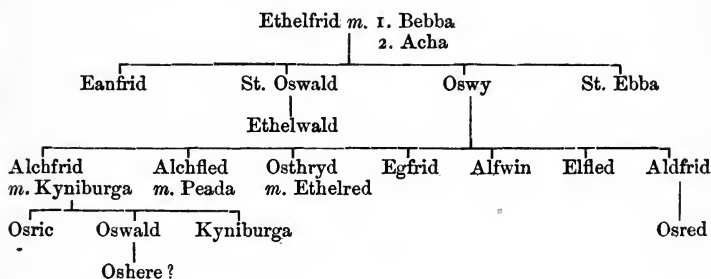 Ethelfrid m. 1. Bebba
2. Acha
Eanfrid St. Oswald Oswy St. Ebba
Ethelwald
Alchfrid Alchfled Osthryd Egfrid Alfwin Elfled Aldfrid
m. Kyniburga m. Peada m. Ethelred
Osric Oswald Kyniburga Osred
Oshere ?